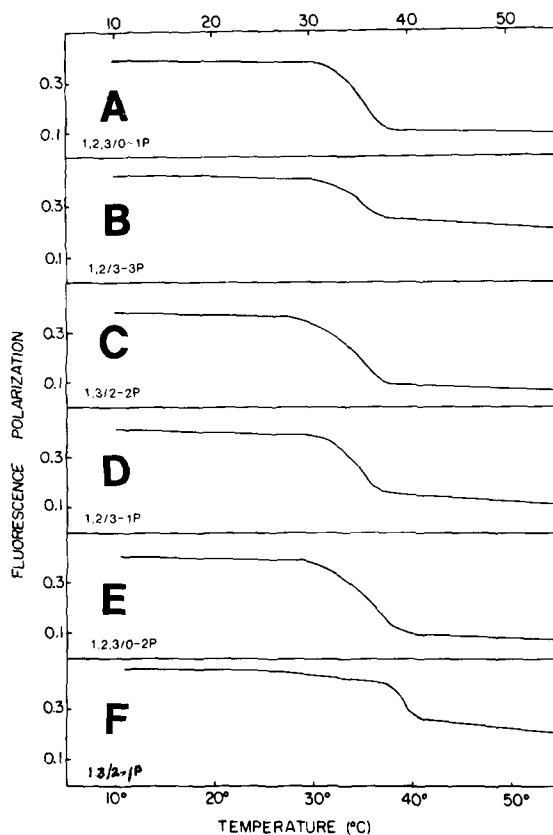 10 20 30 40 50
0.3
A
0.1
1,2,3/0-1P
0.3
B
0.1
1,2/3-3P
0.3
C
0.1
1,3/2-2P
0.3
D
0.1
1,2/3-1P
0.3
E
0.1
1,2,3/0-2P
0.3
F
0.1
1.3/2-1P
FLUORESCENCE POLARIZATION
10° 20° 30° 40° 50°
TEMPERATURE (°C)